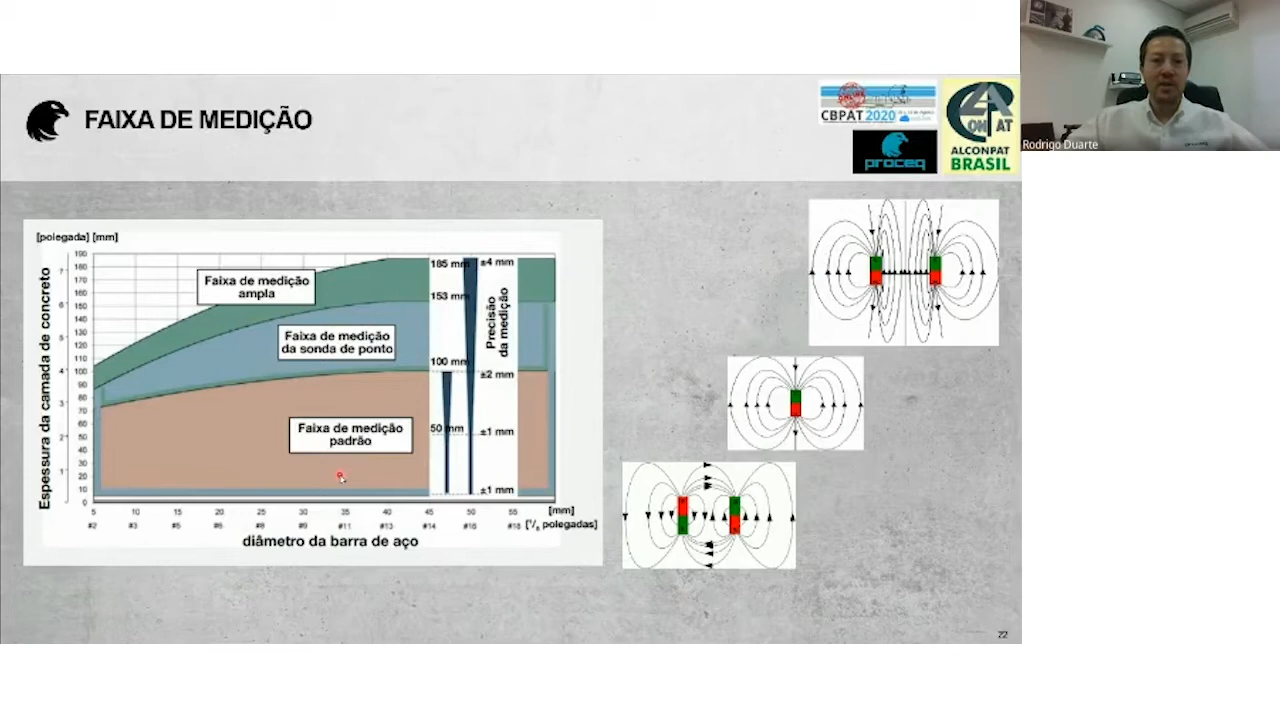 FAIXA DE MEDIÇÃO
CBPAT 2020
proceq
ALCONPAT
BRASIL
Rodrigo Duarte
[polegada] [mm]
Espessura da camada de concreto
190
180
170
160
150
140
130
120
110
100
90
80
70
60
50
40
30
20
10
0
7
6
5
4
3
2
1
Faixa de medição
ampla
Faixa de medição
da sonda de ponto
Faixa de medição
padrão
185 mm
153 mm
100 mm
50 mm
Precisão
da medição
±4 mm
±2 mm
±1 mm
±1 mm
5 10 15 20 25 30 35 40 45 50 55 [mm]
#2 #3 #5 #6 #8 #9 #11 #13 #14 #16 #18 [1/8 polegadas]
diâmetro da barra de aço
22